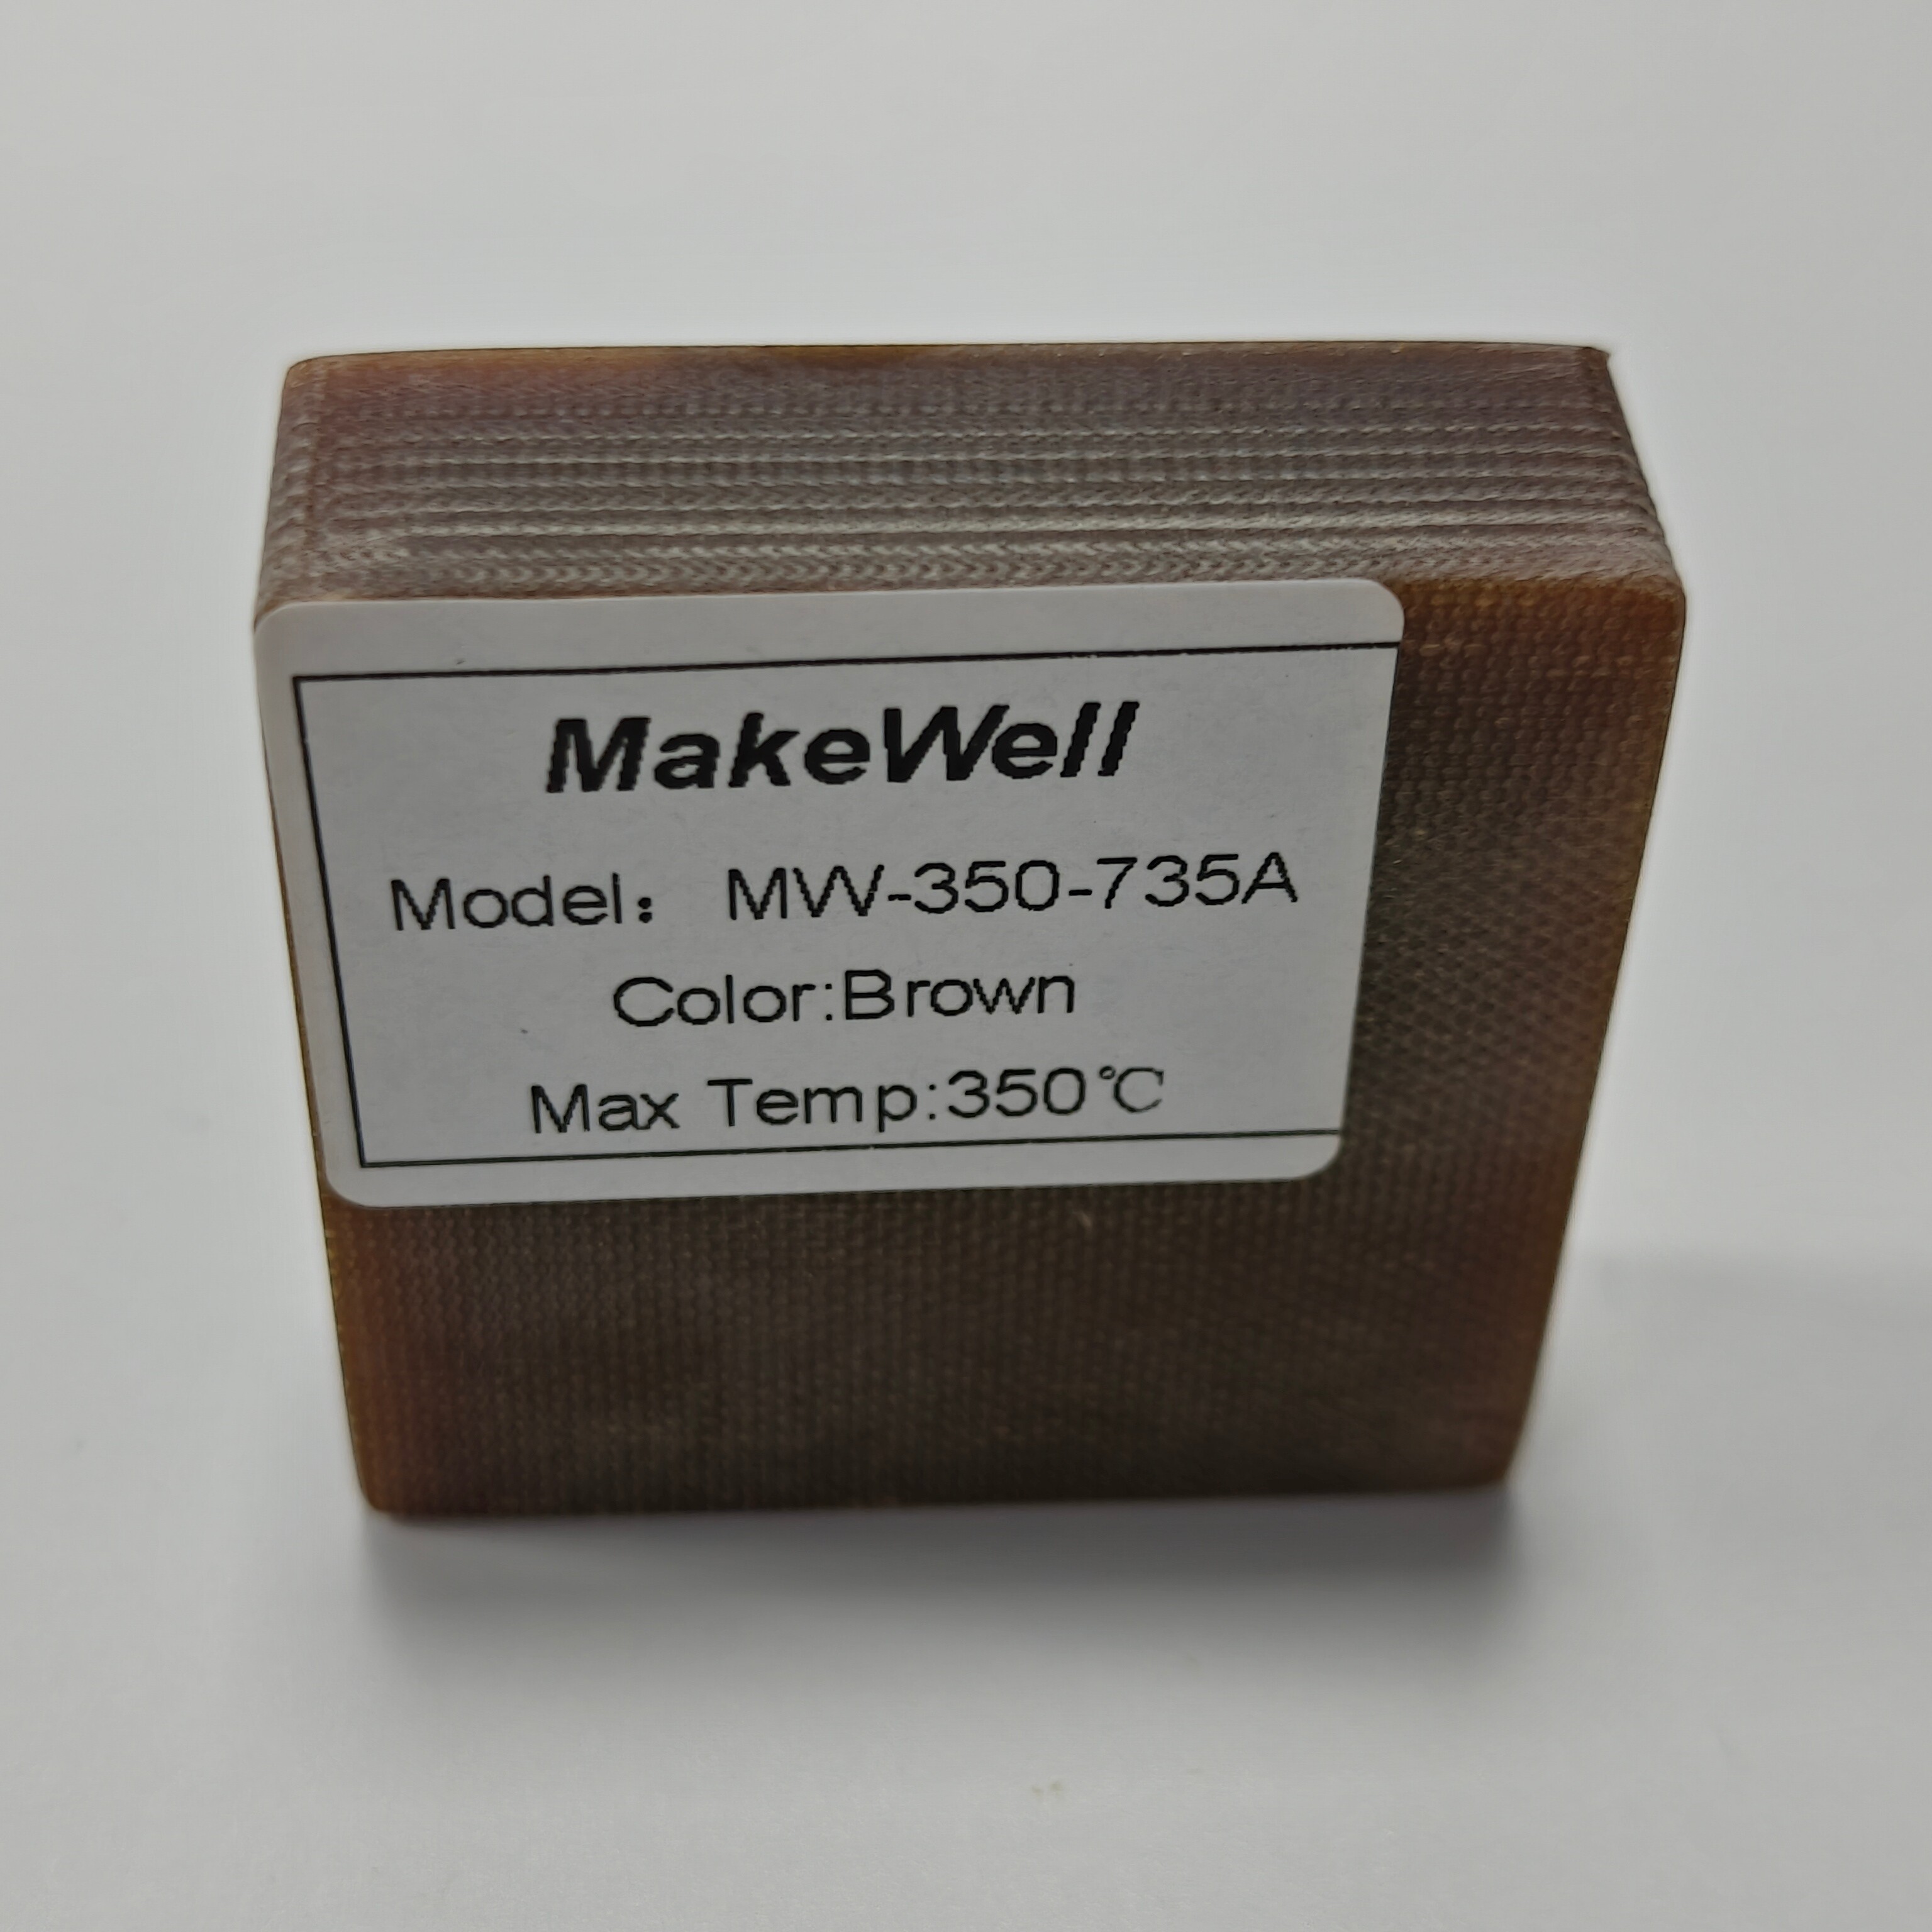 MakeWell
Model： MW-350-735A
Color:Brown
Max Temp:350℃